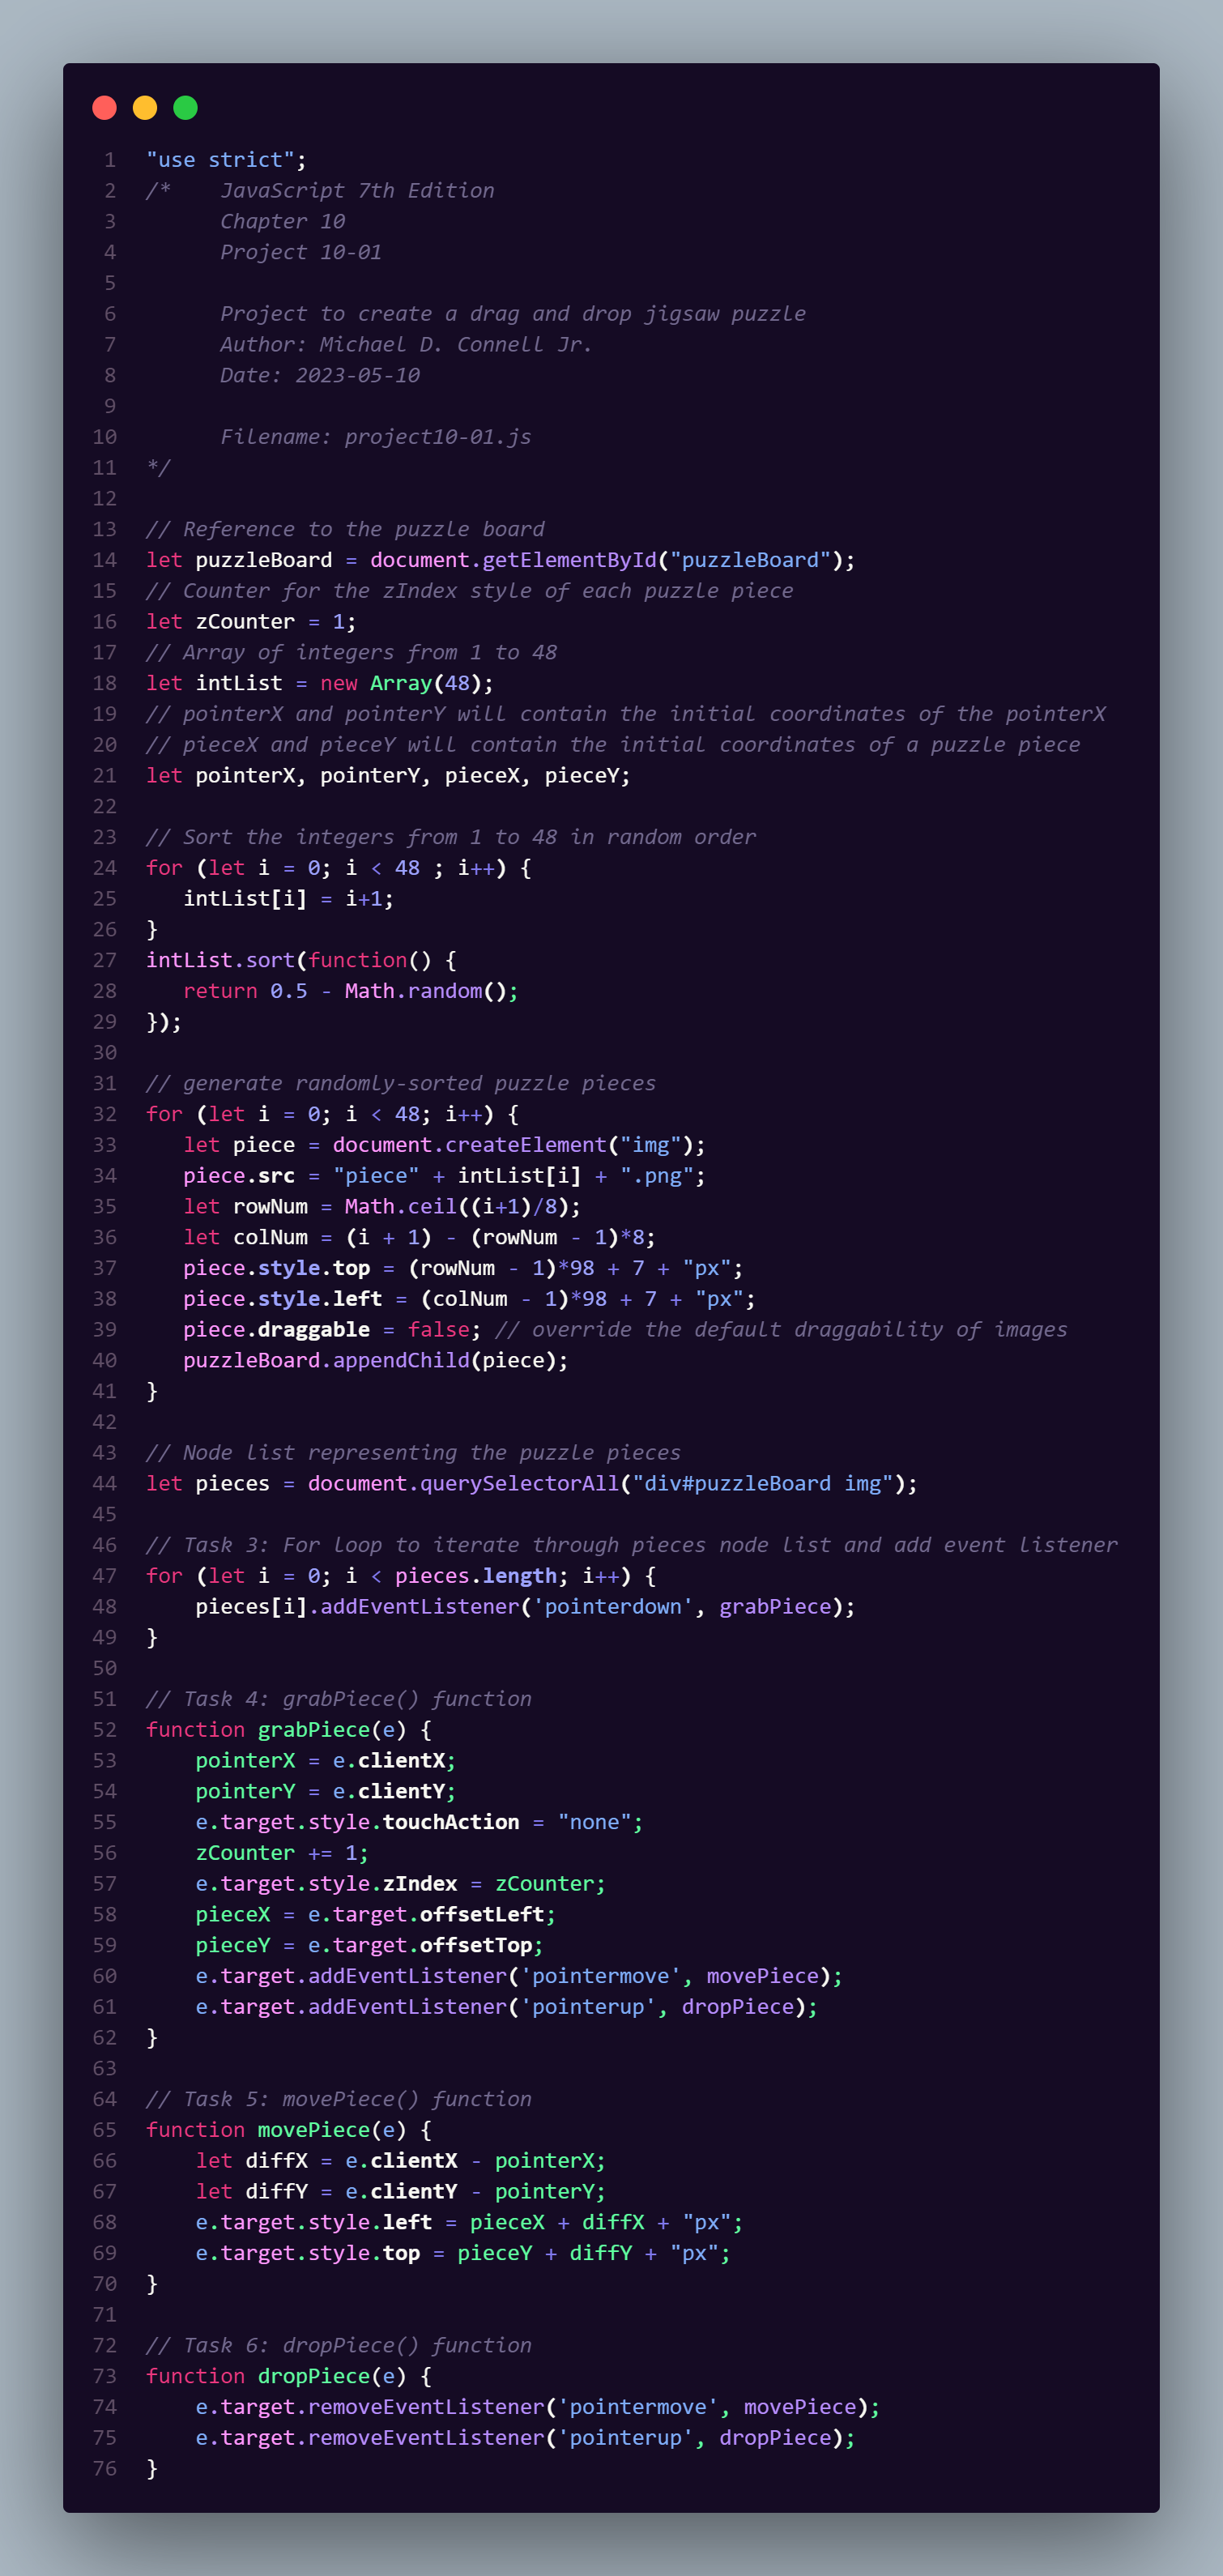 1 "use strict";
2 /*    JavaScript 7th Edition
3       Chapter 10
4       Project 10-01
5
6       Project to create a drag and drop jigsaw puzzle
7       Author: Michael D. Connell Jr.
8       Date: 2023-05-10
9
10       Filename: project10-01.js
11 */
12
13 // Reference to the puzzle board
14 let puzzleBoard = document.getElementById("puzzleBoard");
15 // Counter for the zIndex style of each puzzle piece
16 let zCounter = 1;
17 // Array of integers from 1 to 48
18 let intList = new Array(48);
19 // pointerX and pointerY will contain the initial coordinates of the pointerX
20 // pieceX and pieceY will contain the initial coordinates of a puzzle piece
21 let pointerX, pointerY, pieceX, pieceY;
22
23 // Sort the integers from 1 to 48 in random order
24 for (let i = 0; i < 48 ; i++) {
25    intList[i] = i+1;
26 }
27 intList.sort(function() {
28    return 0.5 - Math.random();
29 });
30
31 // generate randomly-sorted puzzle pieces
32 for (let i = 0; i < 48; i++) {
33    let piece = document.createElement("img");
34    piece.src = "piece" + intList[i] + ".png";
35    let rowNum = Math.ceil((i+1)/8);
36    let colNum = (i + 1) - (rowNum - 1)*8;
37    piece.style.top = (rowNum - 1)*98 + 7 + "px";
38    piece.style.left = (colNum - 1)*98 + 7 + "px";
39    piece.draggable = false; // override the default draggability of images
40    puzzleBoard.appendChild(piece);
41 }
42
43 // Node list representing the puzzle pieces
44 let pieces = document.querySelectorAll("div#puzzleBoard img");
45
46 // Task 3: For loop to iterate through pieces node list and add event listener
47 for (let i = 0; i < pieces.length; i++) {
48     pieces[i].addEventListener('pointerdown', grabPiece);
49 }
50
51 // Task 4: grabPiece() function
52 function grabPiece(e) {
53     pointerX = e.clientX;
54     pointerY = e.clientY;
55     e.target.style.touchAction = "none";
56     zCounter += 1;
57     e.target.style.zIndex = zCounter;
58     pieceX = e.target.offsetLeft;
59     pieceY = e.target.offsetTop;
60     e.target.addEventListener('pointermove', movePiece);
61     e.target.addEventListener('pointerup', dropPiece);
62 }
63
64 // Task 5: movePiece() function
65 function movePiece(e) {
66     let diffX = e.clientX - pointerX;
67     let diffY = e.clientY - pointerY;
68     e.target.style.left = pieceX + diffX + "px";
69     e.target.style.top = pieceY + diffY + "px";
70 }
71
72 // Task 6: dropPiece() function
73 function dropPiece(e) {
74     e.target.removeEventListener('pointermove', movePiece);
75     e.target.removeEventListener('pointerup', dropPiece);
76 }